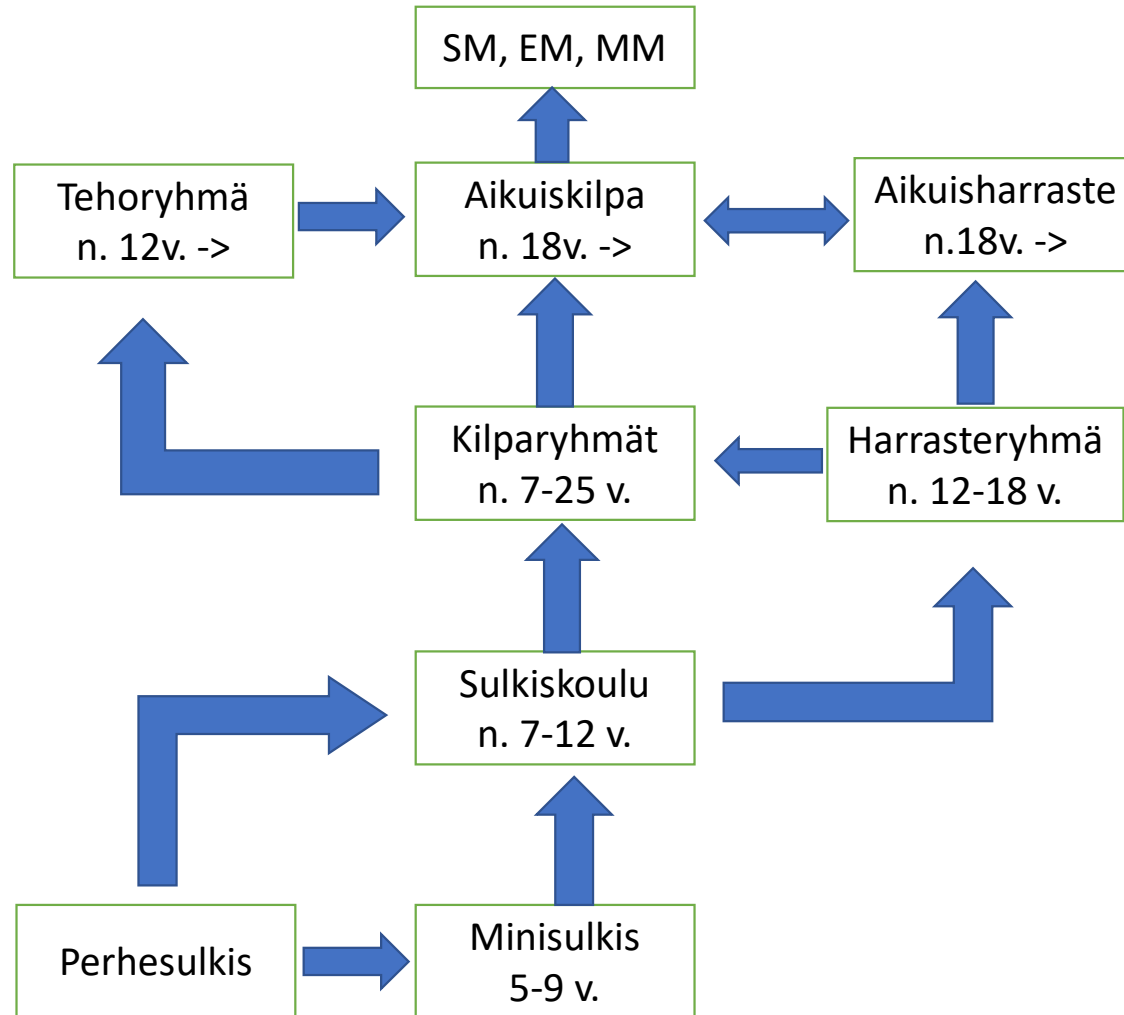 SM, EM, MM
Tehoryhmä
n. 12v. ->
Aikuiskilpa
n. 18v. ->
Aikuisharraste
n.18v. ->
Kilparyhmät
n. 7-25 v.
Harrasteryhmä
n. 12-18 v.
Sulkiskoulu
n. 7-12 v.
Perhesulkis
Minisulkis
5-9 v.